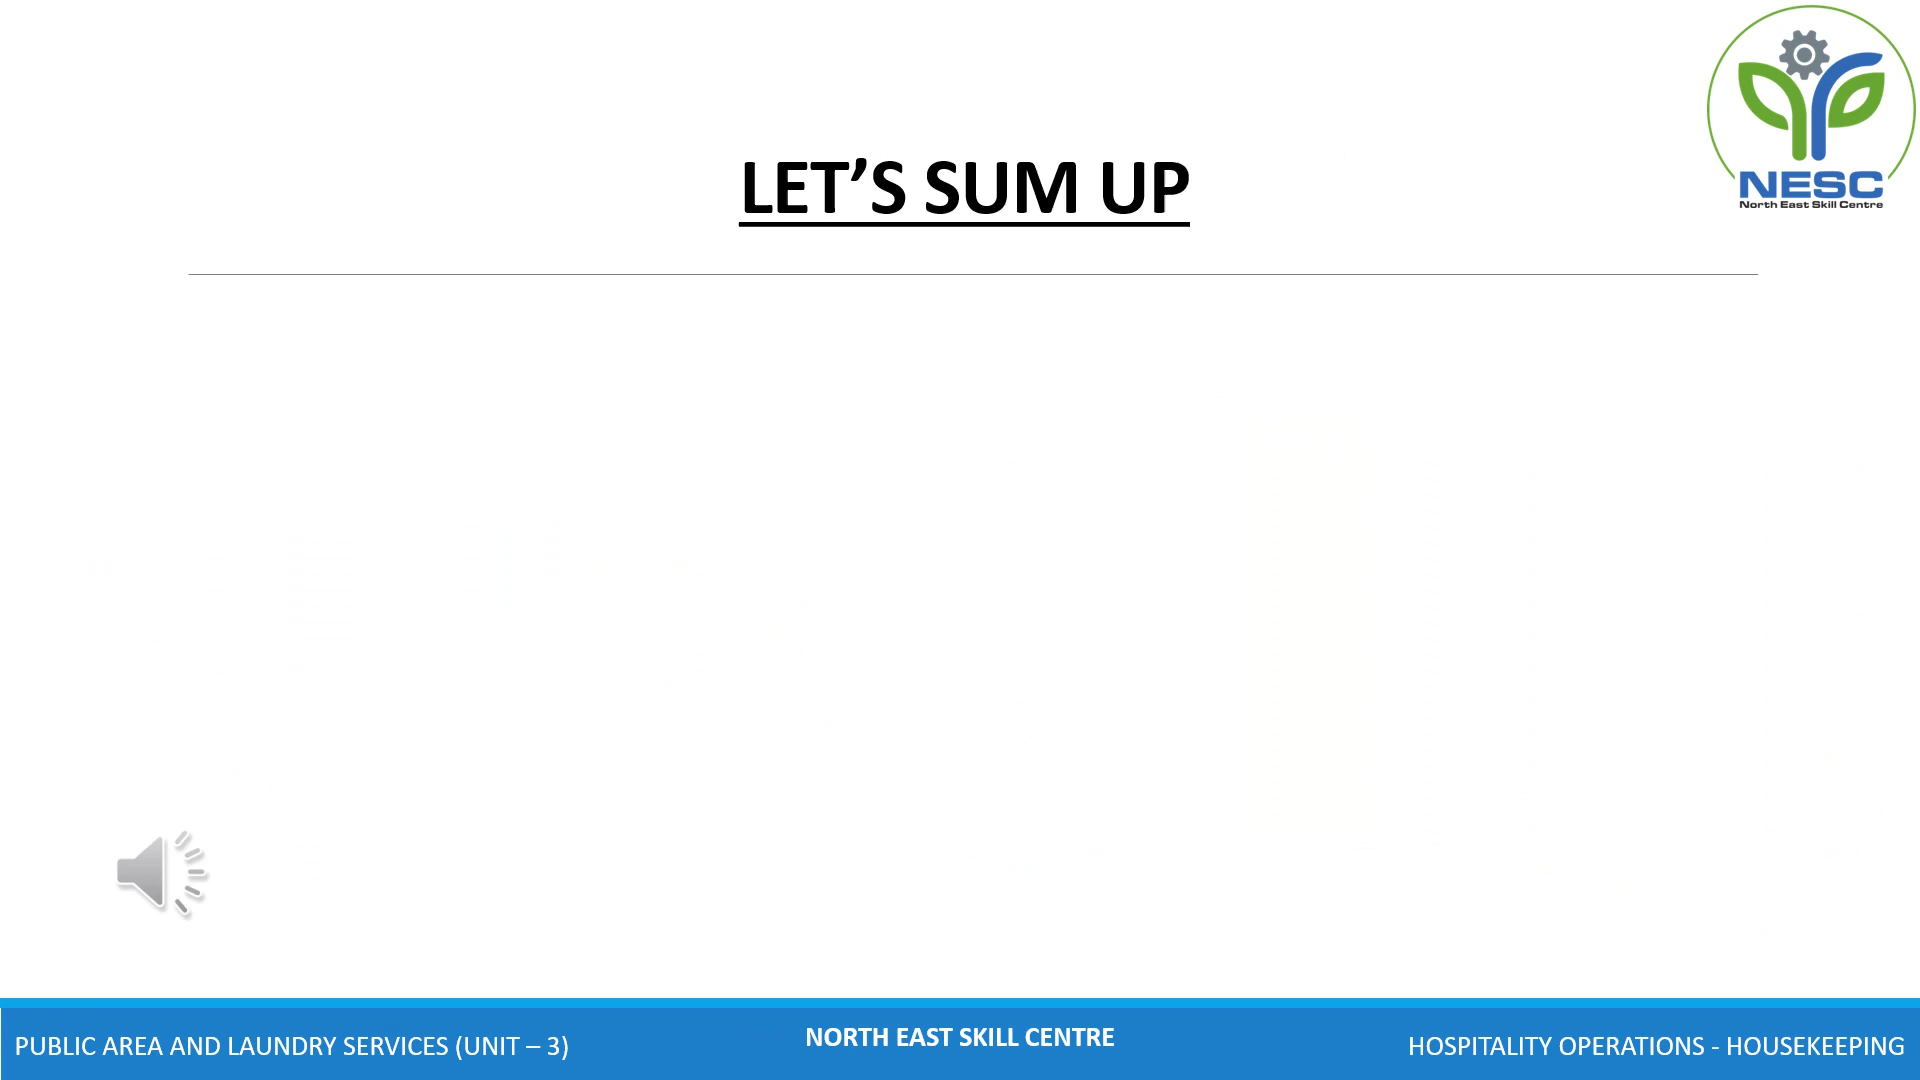 NESC
North East Skill Centre
LET’S SUM UP
PUBLIC AREA AND LAUNDRY SERVICES (UNIT – 3)
NORTH EAST SKILL CENTRE
HOSPITALITY OPERATIONS - HOUSEKEEPING